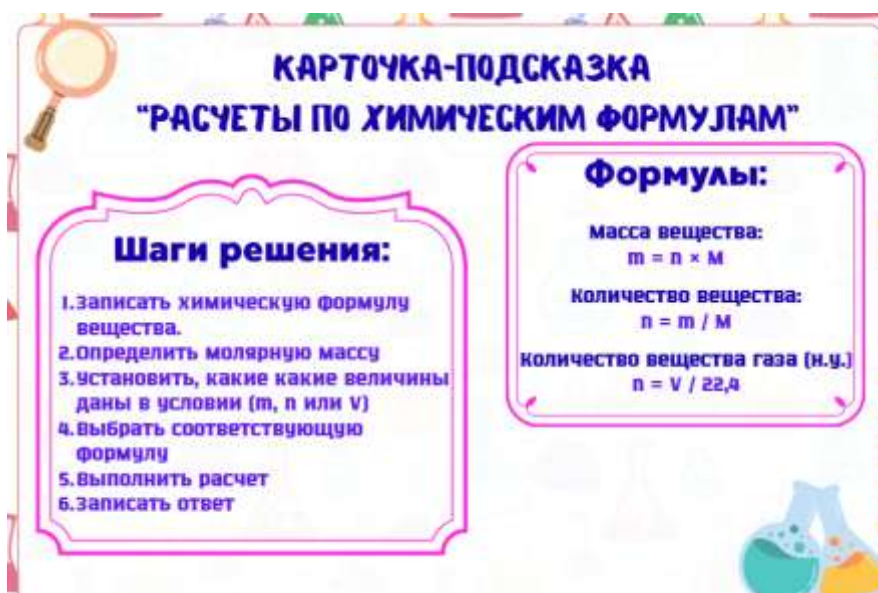 КАРТОЧКА-ПОДСКАЗКА
"РАСЧЕТЫ ПО ХИМИЧЕСКИМ ФОРМУЛАМ"
Шаги решения:
1.Записать химическую формулу
вещества.
2.Определить молярную массу
3.Установить, какие какие величины
даны в условии (m, n или V)
4.Выбрать соответствующую
формулу
5.Выполнить расчет
6.Записать ответ
Формулы:
Масса вещества:
m = n × M
Количество вещества:
n = m / M
Количество вещества газа (н.у.)
n = V / 22,4